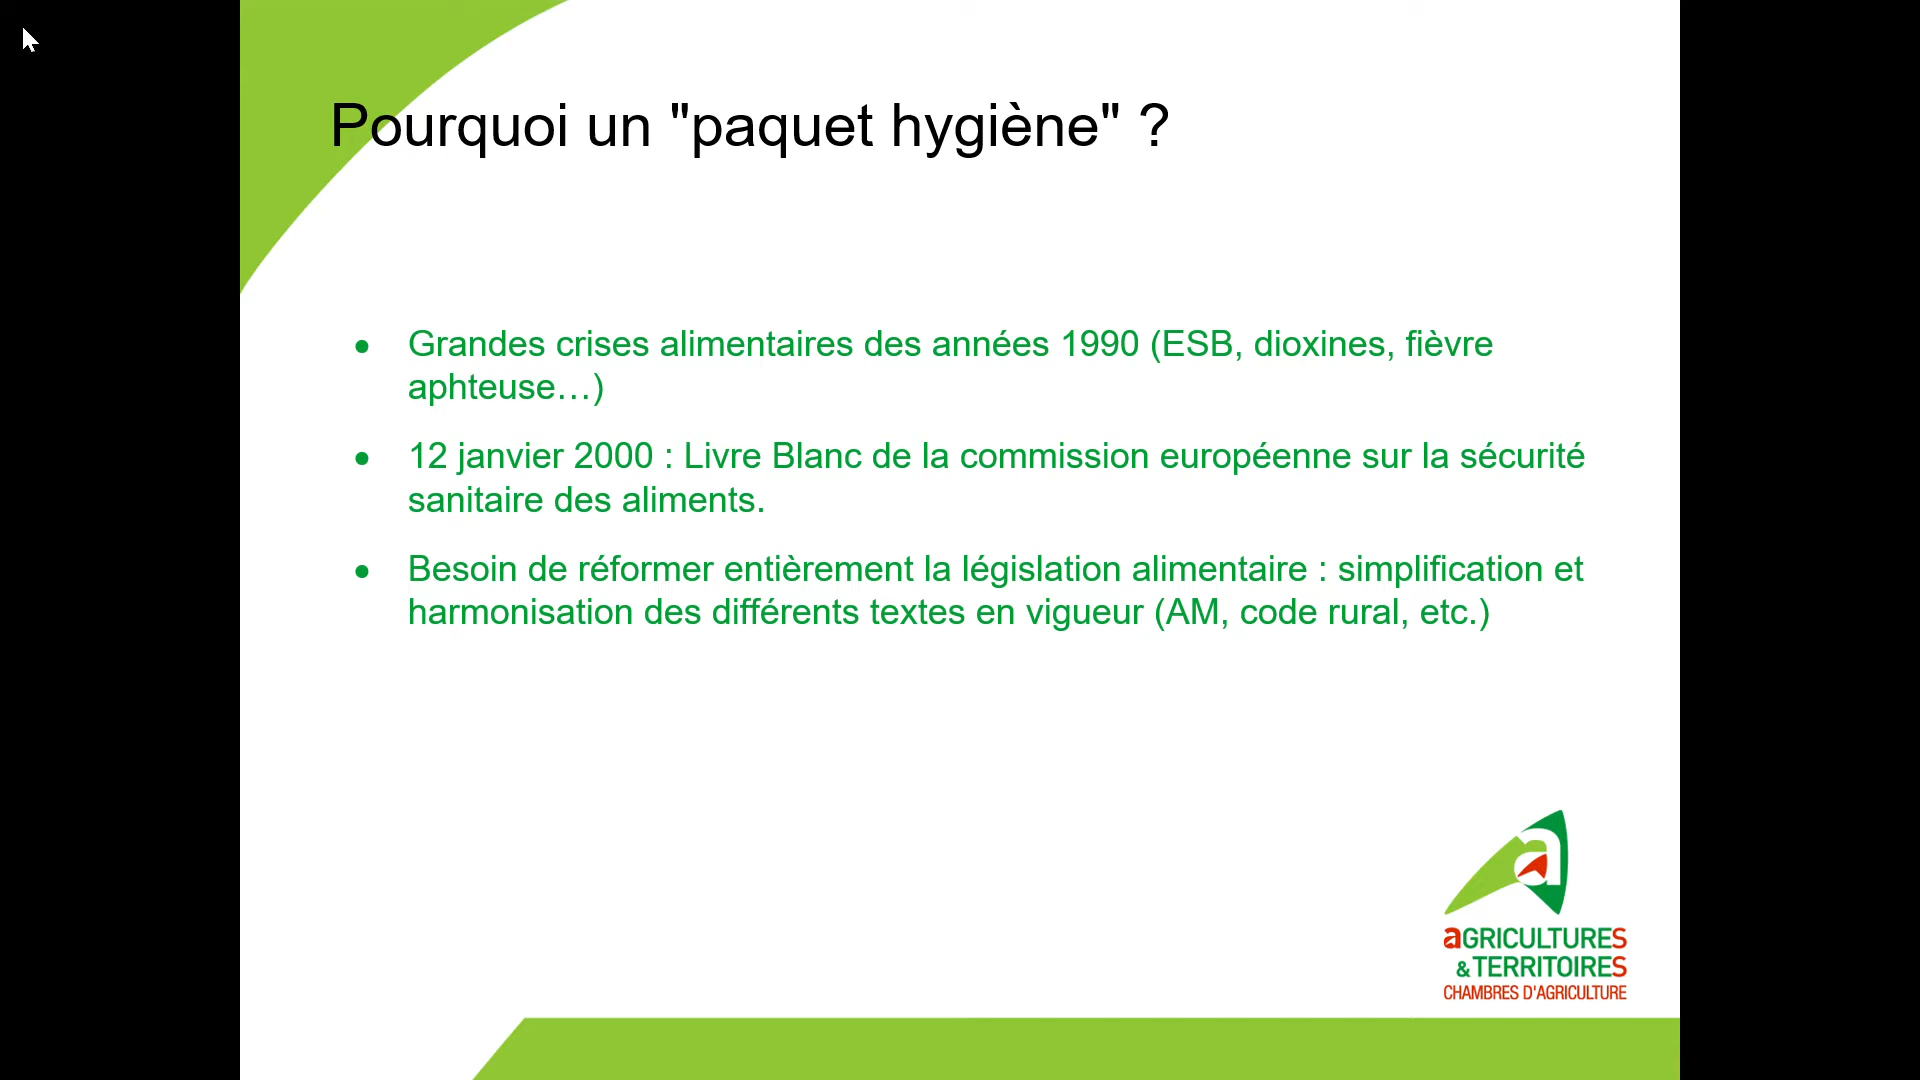 Pourquoi un "paquet hygiène" ?
• Grandes crises alimentaires des années 1990 (ESB, dioxines, fièvre
aphteuse…)
• 12 janvier 2000 : Livre Blanc de la commission européenne sur la sécurité
sanitaire des aliments.
• Besoin de réformer entièrement la législation alimentaire : simplification et
harmonisation des différents textes en vigueur (AM, code rural, etc.)
a
aGRICULTURES
&TERRITOIRES
CHAMBRES D'AGRICULTURE